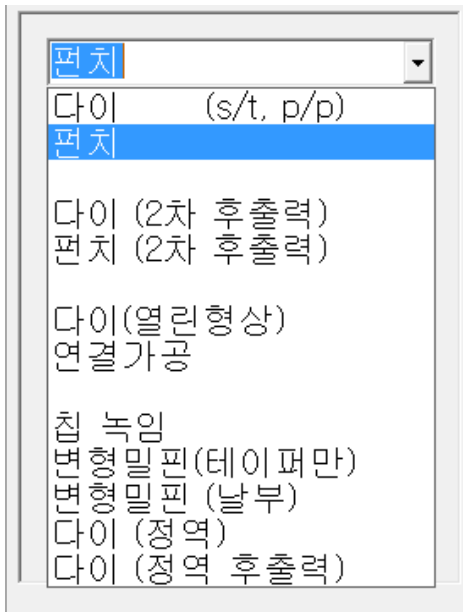 펀치
다이 (s/t, p/p)
펀치
다이 (2차 후출력)
펀치 (2차 후출력)
다이(열린형상)
연결가공
칩 녹임
변형밀핀(테이퍼만)
변형밀핀 (날부)
다이 (정역)
다이 (정역 후출력)